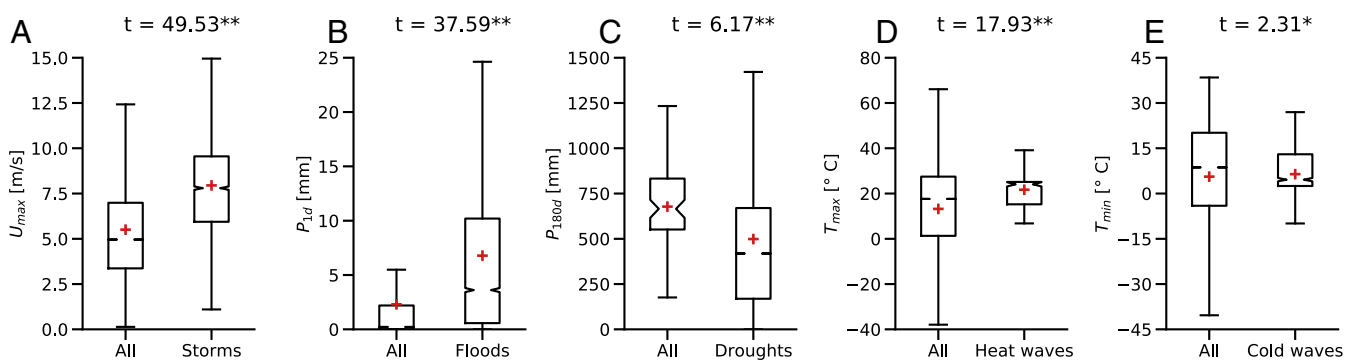 A
t = 49.53**
U_max [m/s]
15.0
12.5
10.0
7.5
5.0
2.5
0.0
All
Storms
B
t = 37.59**
P_1d [mm]
25
20
15
10
5
0
All
Floods
C
t = 6.17**
P_180d [mm]
1500
1250
1000
750
500
250
0
All
Droughts
D
t = 17.93**
T_max [° C]
80
60
40
20
0
−20
−40
All
Heat waves
E
t = 2.31*
T_min [° C]
45
30
15
0
−15
−30
−45
All
Cold waves